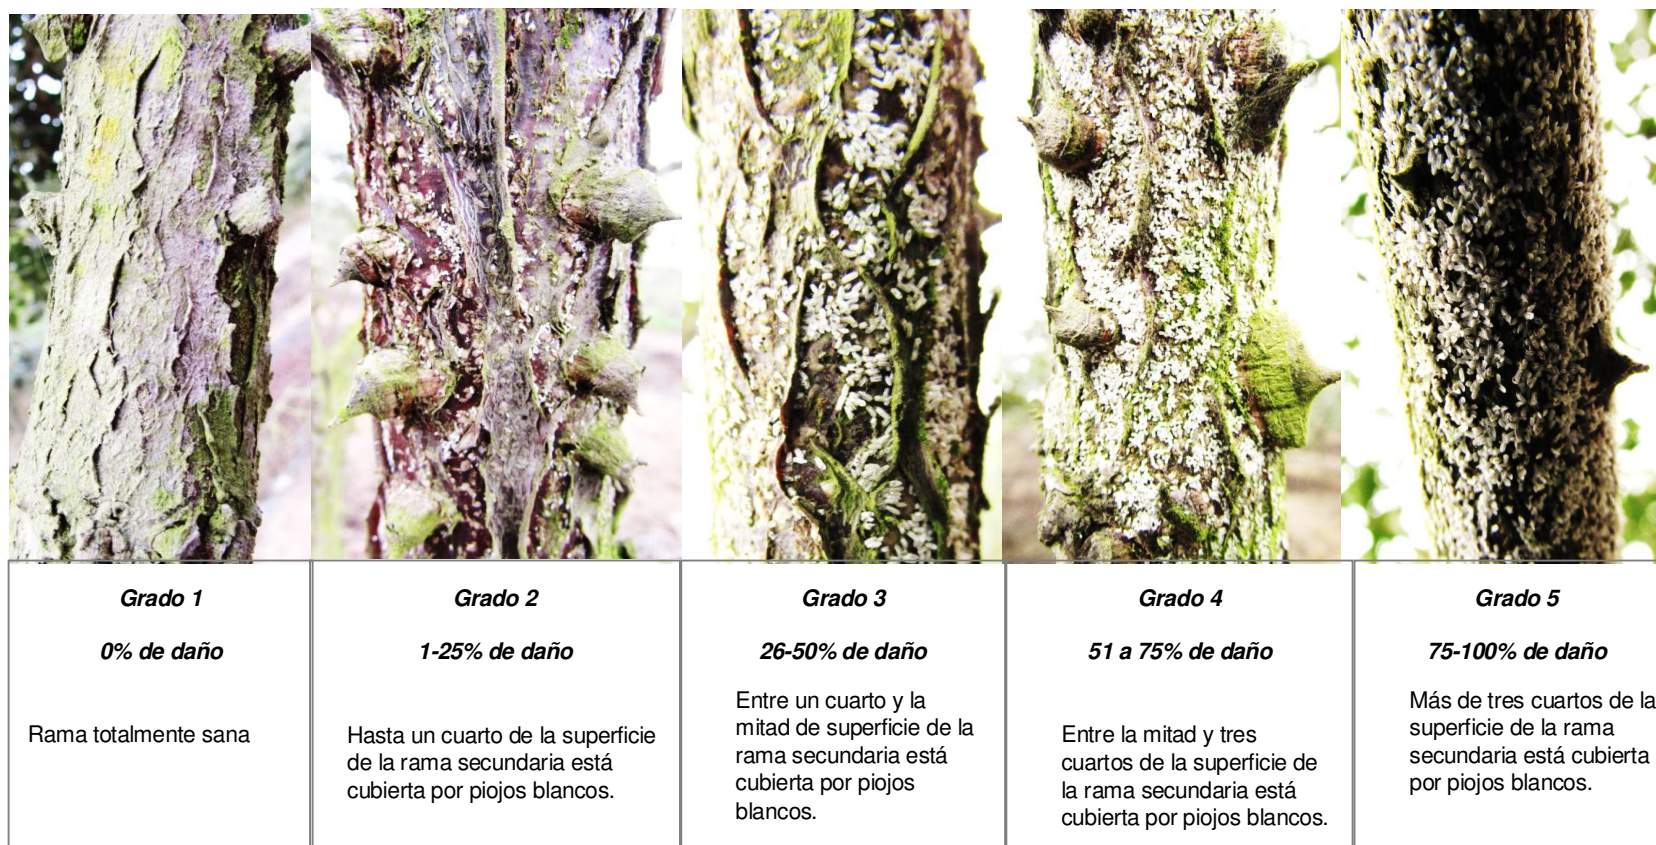 Grado 1
0% de daño
Rama totalmente sana
Grado 2
1-25% de daño
Hasta un cuarto de la superficie
de la rama secundaria está
cubierta por piojos blancos.
Grado 3
26-50% de daño
Entre un cuarto y la
mitad de superficie de la
rama secundaria está
cubierta por piojos
blancos.
Grado 4
51 a 75% de daño
Entre la mitad y tres
cuartos de la superficie de
la rama secundaria está
cubierta por piojos blancos.
Grado 5
75-100% de daño
Más de tres cuartos de la
superficie de la rama
secundaria está cubierta
por piojos blancos.